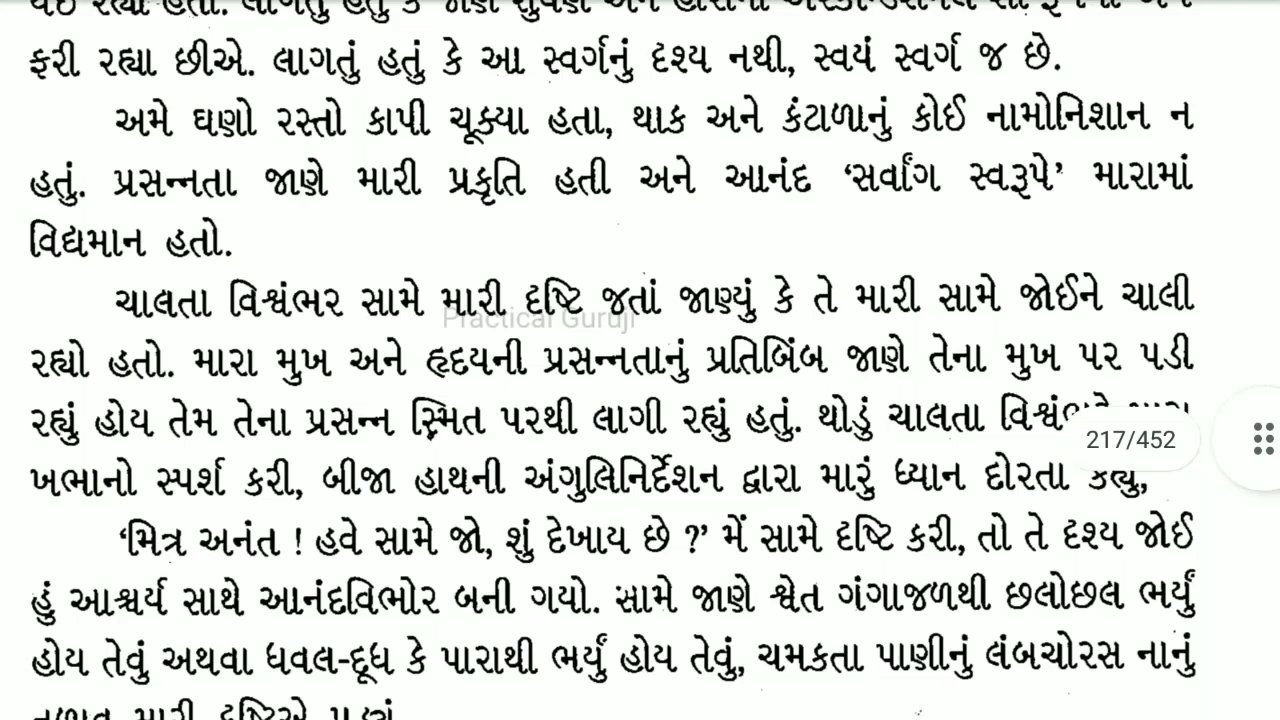 ફરી રહ્યા છીએ. લાગતું હતું કે આ સ્વર્ગનું દૃશ્ય નથી, સ્વયં સ્વર્ગ જ છે.
અમે ઘણો રસ્તો કાપી ચૂક્યા હતા, થાક અને કંટાળાનું કોઈ નામોનિશાન ન
હતું. પ્રસન્નતા જાણે મારી પ્રકૃતિ હતી અને આનંદ ‘સર્વાંગ સ્વરૂપે’ મારામાં
વિદ્યમાન હતો.
ચાલતા વિશ્વંભર સામે મારી દૃષ્ટિ જતાં જાણ્યું કે તે મારી સામે જોઈને ચાલી
Practical Guruji
રહ્યો હતો. મારા મુખ અને હૃદયની પ્રસન્નતાનું પ્રતિબિંબ જાણે તેના મુખ પર પડી
રહ્યું હોય તેમ તેના પ્રસન્ન સ્મિત પરથી લાગી રહ્યું હતું. થોડું ચાલતા
217/452
ખભાનો સ્પર્શ કરી, બીજા હાથની અંગુલિનિર્દેશન દ્વારા મારું ધ્યાન દોરતા કહ્યું,
‘મિત્ર અનંત ! હવે સામે જો, શું દેખાય છે ?’ મેં સામે દૃષ્ટિ કરી, તો તે દૃશ્ય જોઈ
હું આશ્ચર્ય સાથે આનંદવિભોર બની ગયો. સામે જાણે શ્વેત ગંગાજળથી છલોછલ ભર્યું
હોય તેવું અથવા ધવલ-દૂધ કે પારાથી ભર્યું હોય તેવું, ચમકતા પાણીનું લંબચોરસ નાનું